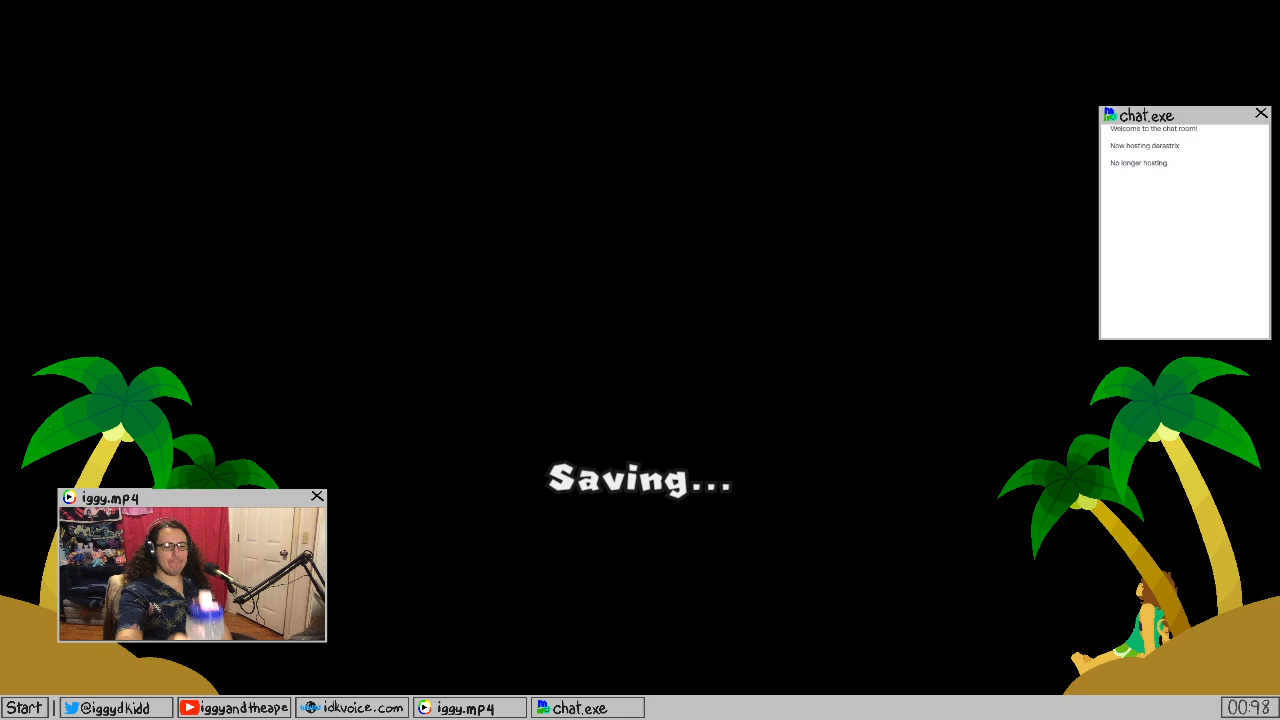 chat.exe
Welcome to the chat room!
Now hosting darastrix
No longer hosting.
Saving...
iggy.mp4
Start | @iggydkidd iggyandtheape www idkvoice.com iggy.mp4 chat.exe 00:98